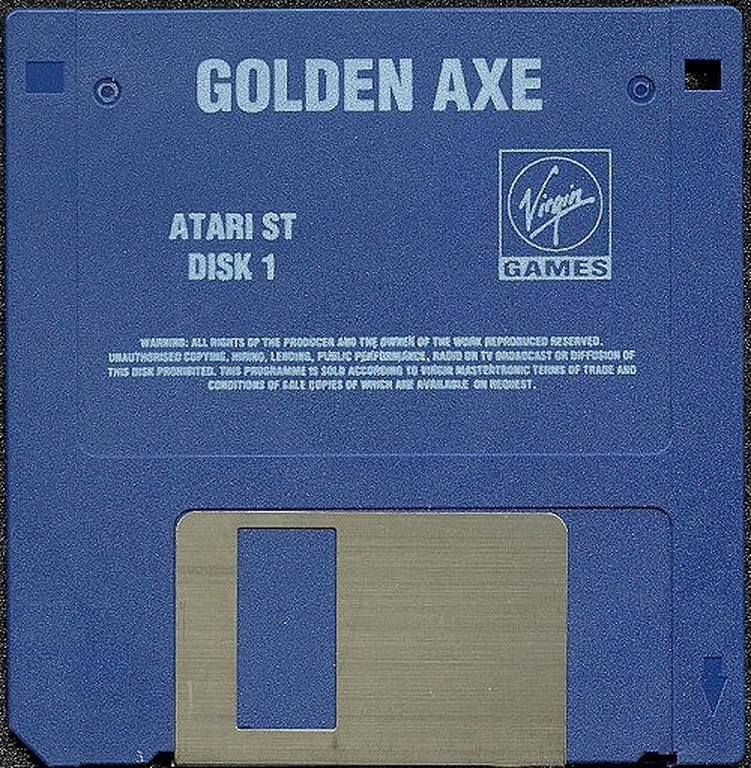 GOLDEN AXE
ATARI ST
DISK 1
Virgin
GAMES
WARNING: ALL RIGHTS OF THE PRODUCER AND THE OWNER OF THE WORK REPRODUCED RESERVED.
UNAUTHORISED COPYING, HIRING, LENDING, PUBLIC PERFORMANCE, RADIO OR TV BROADCAST OR DIFFUSION OF
THIS DISK PROHIBITED. THIS PROGRAMME IS SOLD ACCORDING TO VIRGIN MASTERTRONIC TERMS OF TRADE AND
CONDITIONS OF SALE COPIES OF WHICH ARE AVAILABLE ON REQUEST.